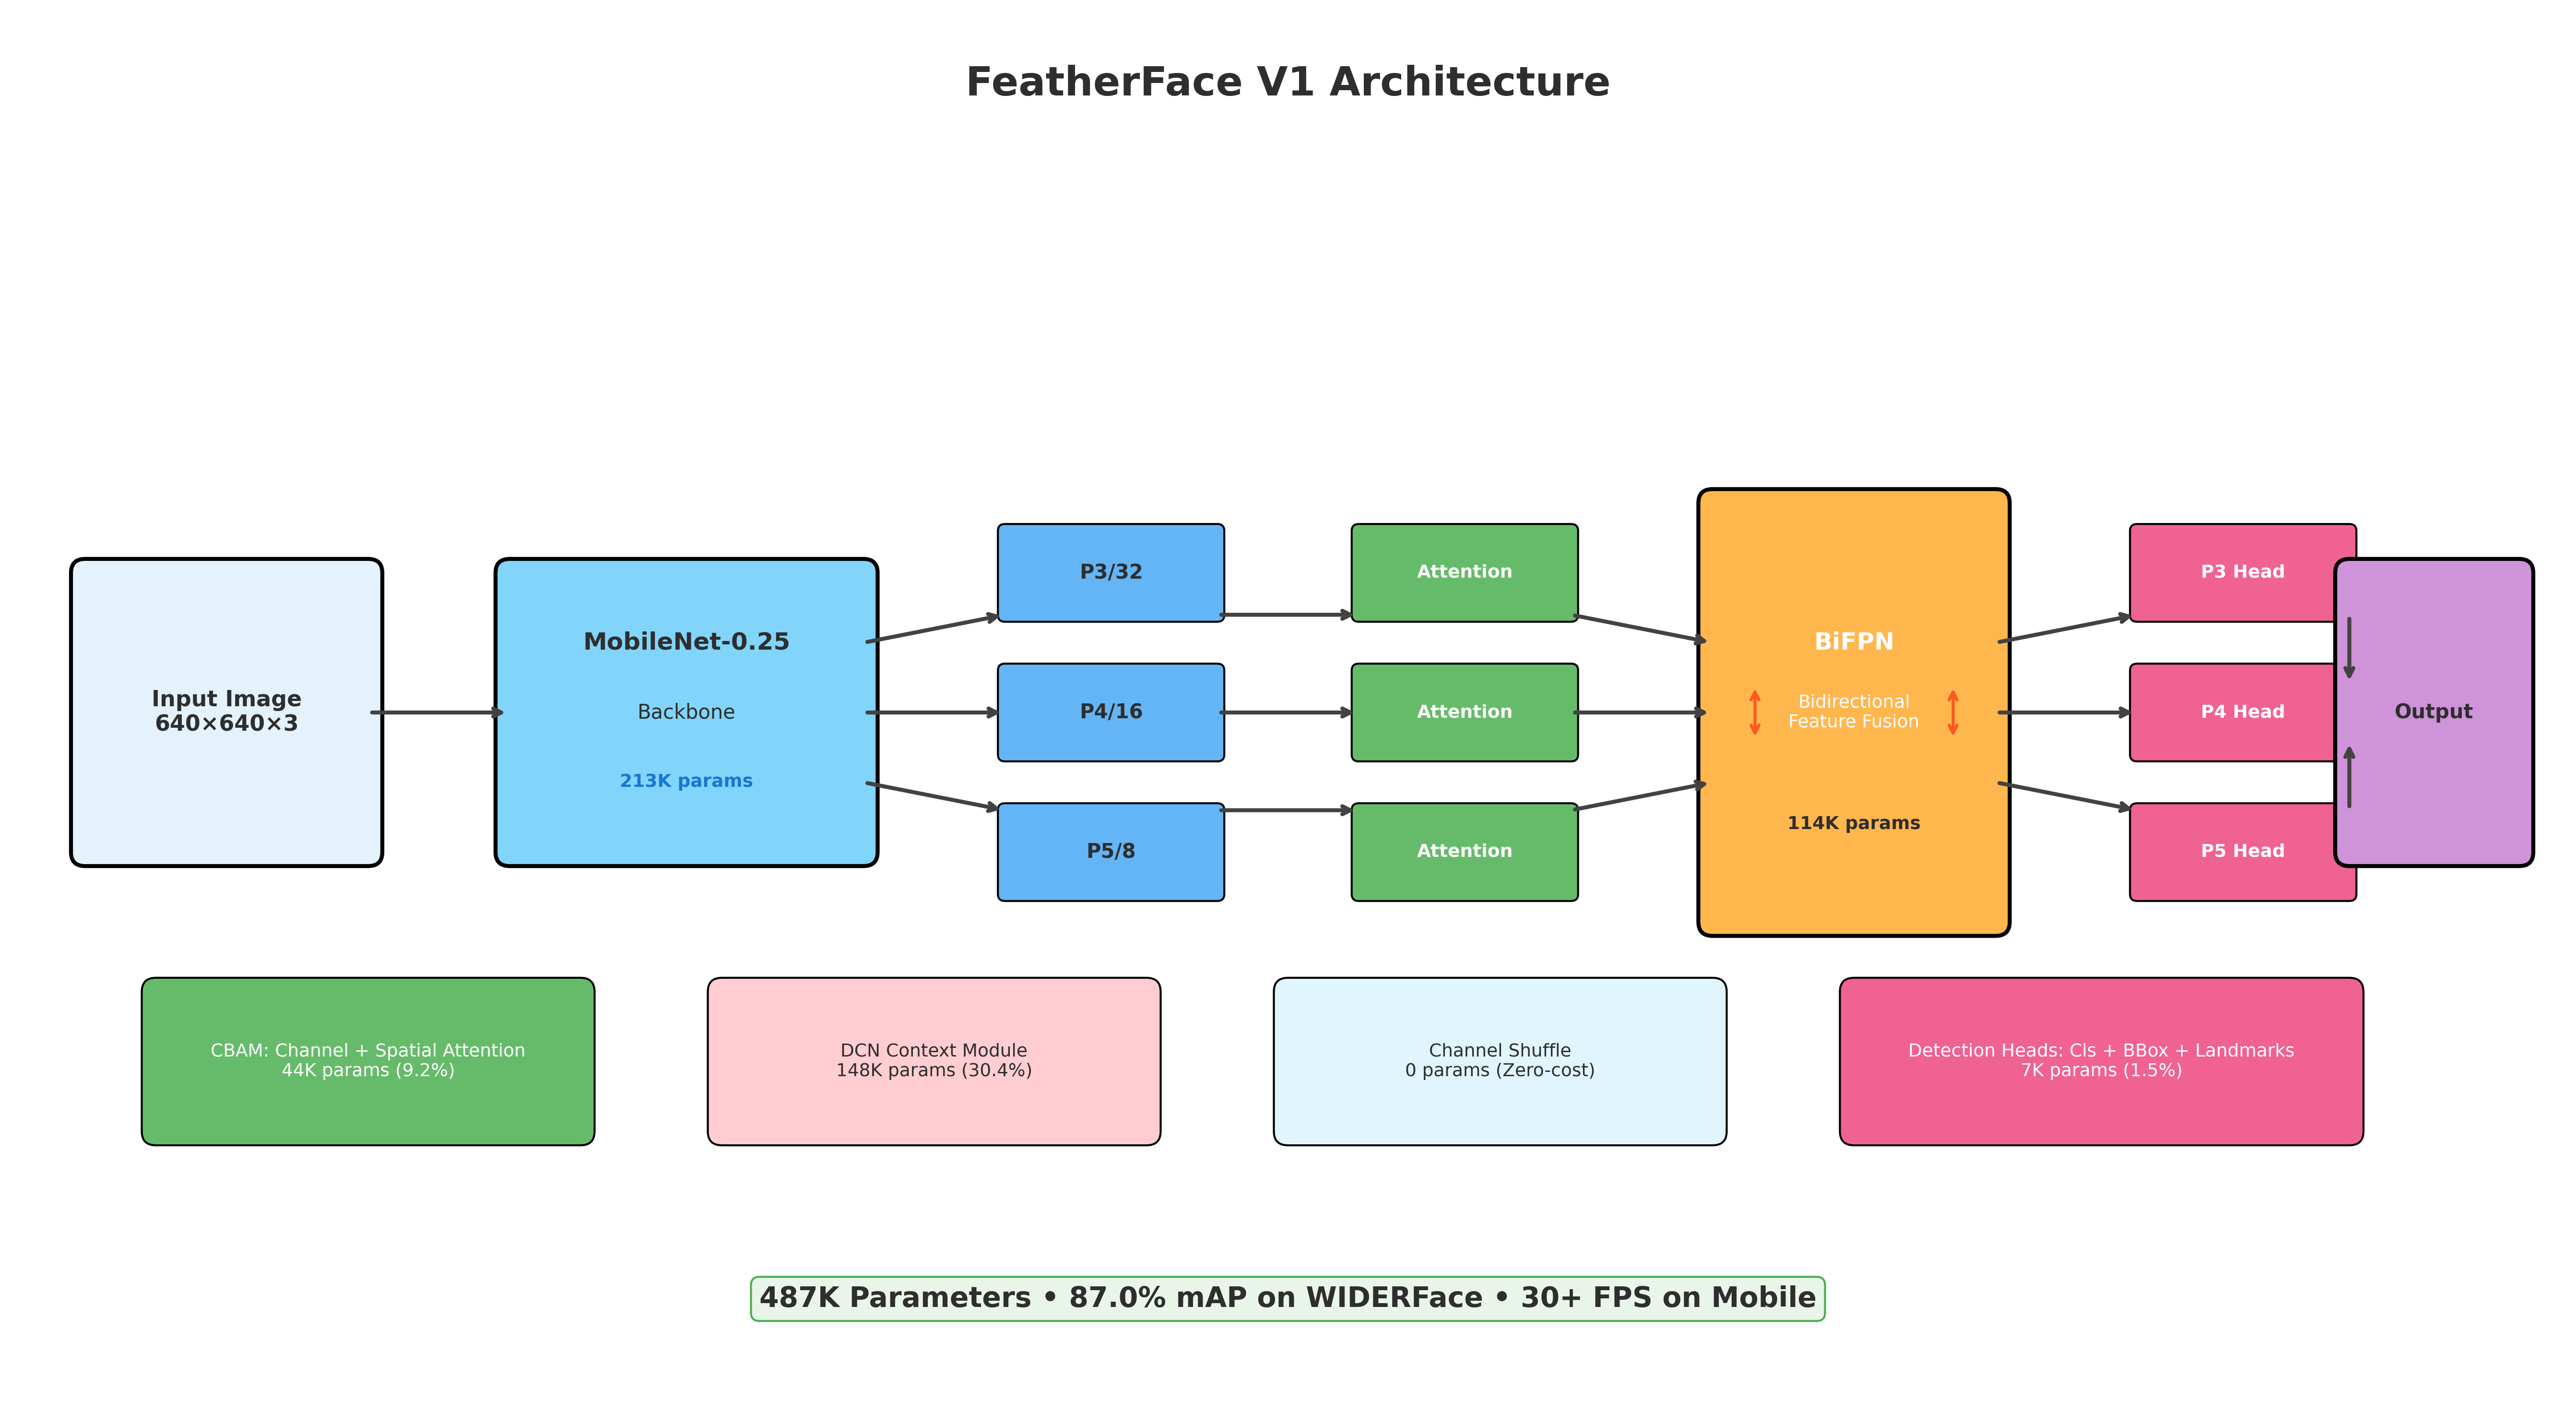 FeatherFace V1 Architecture
Input Image
640×640×3
MobileNet-0.25
Backbone
213K params
P3/32
P4/16
P5/8
Attention
Attention
Attention
BiFPN
Bidirectional
Feature Fusion
114K params
P3 Head
P4 Head
P5 Head
Output
CBAM: Channel + Spatial Attention
44K params (9.2%)
DCN Context Module
148K params (30.4%)
Channel Shuffle
0 params (Zero-cost)
Detection Heads: Cls + BBox + Landmarks
7K params (1.5%)
487K Parameters • 87.0% mAP on WIDERFace • 30+ FPS on Mobile